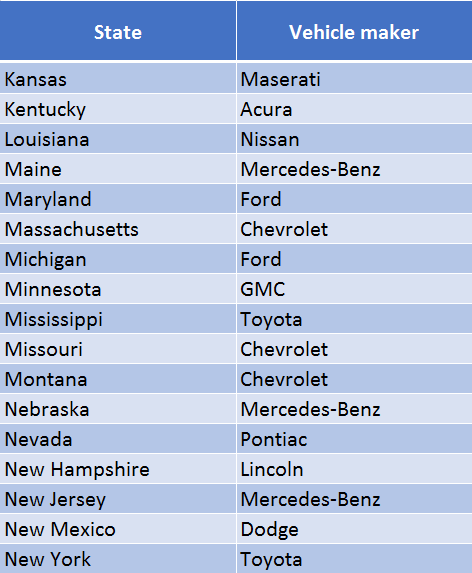 State Vehicle maker
Kansas Maserati
Kentucky Acura
Louisiana Nissan
Maine Mercedes-Benz
Maryland Ford
Massachusetts Chevrolet
Michigan Ford
Minnesota GMC
Mississippi Toyota
Missouri Chevrolet
Montana Chevrolet
Nebraska Mercedes-Benz
Nevada Pontiac
New Hampshire Lincoln
New Jersey Mercedes-Benz
New Mexico Dodge
New York Toyota